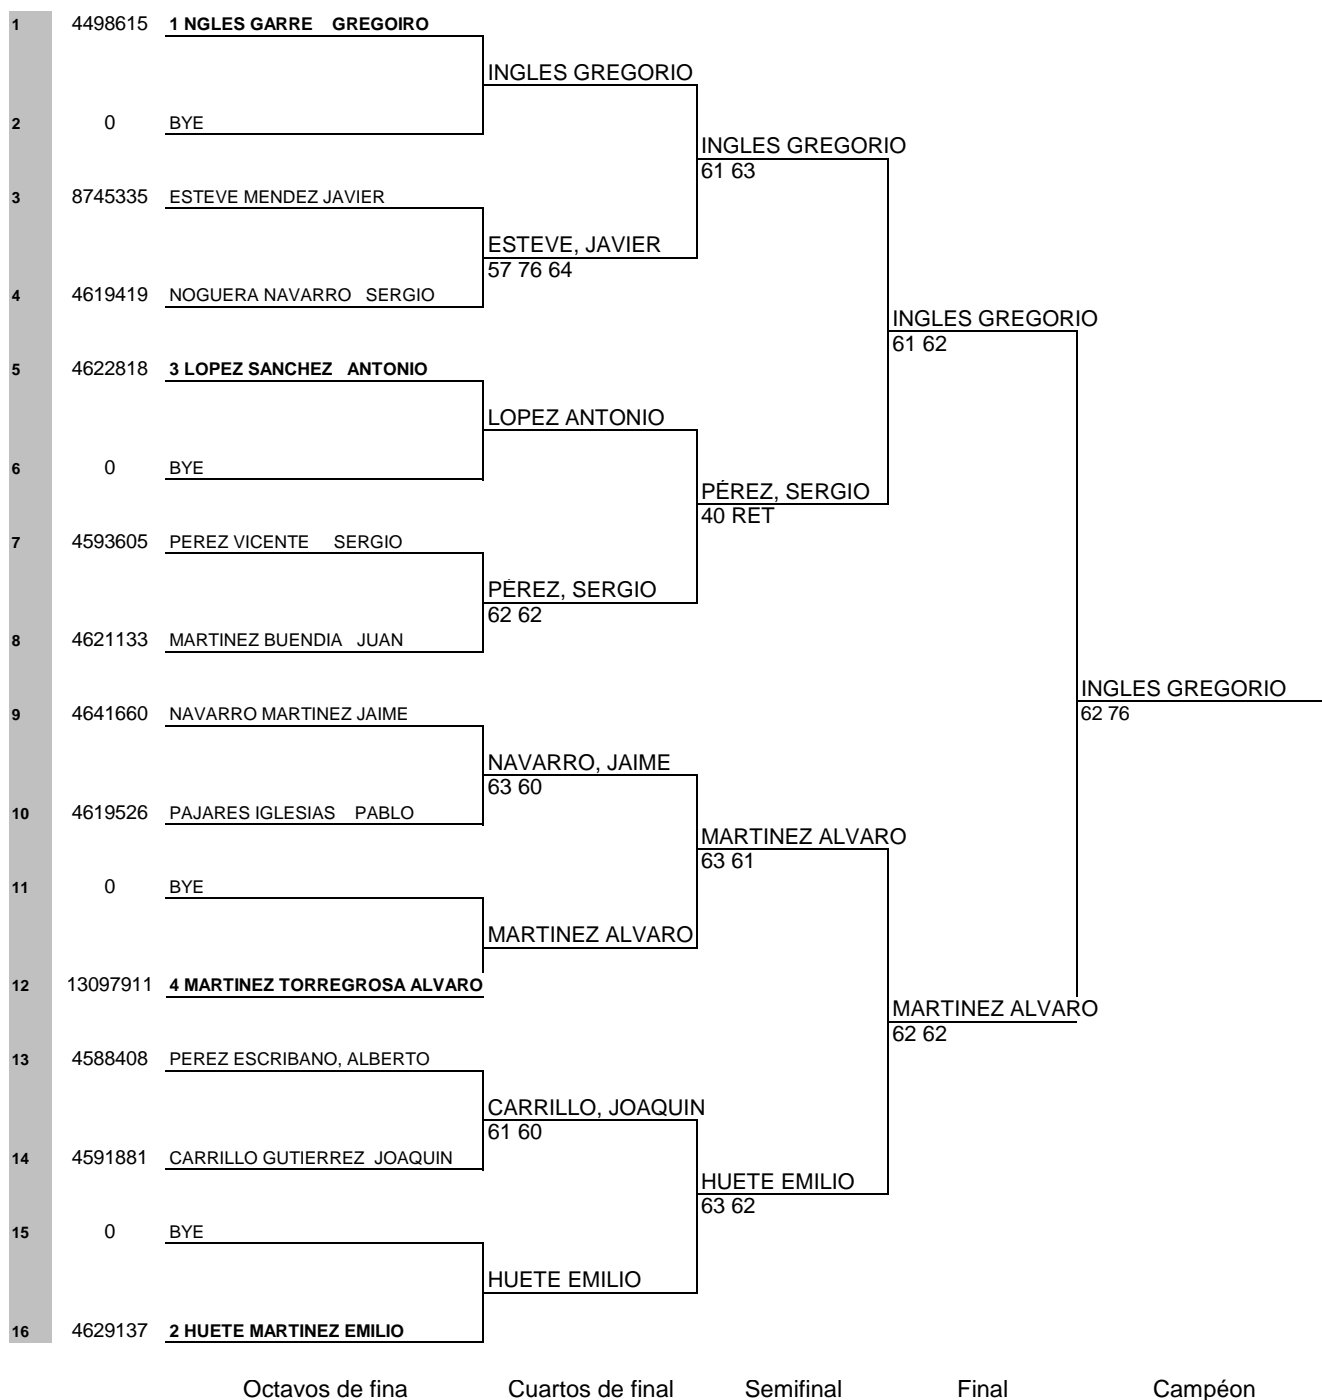 1 4498615 1 NGLES GARRE GREGOIRO
INGLES GREGORIO
2 0 BYE
INGLES GREGORIO
61 63
3 8745335 ESTEVE MENDEZ JAVIER
ESTEVE, JAVIER
57 76 64
4 4619419 NOGUERA NAVARRO SERGIO
INGLES GREGORIO
61 62
5 4622818 3 LOPEZ SANCHEZ ANTONIO
LOPEZ ANTONIO
6 0 BYE
PÉREZ, SERGIO
40 RET
7 4593605 PEREZ VICENTE SERGIO
PÉREZ, SERGIO
62 62
8 4621133 MARTINEZ BUENDIA JUAN
INGLES GREGORIO
62 76
9 4641660 NAVARRO MARTINEZ JAIME
NAVARRO, JAIME
63 60
10 4619526 PAJARES IGLESIAS PABLO
MARTINEZ ALVARO
63 61
11 0 BYE
MARTINEZ ALVARO
12 13097911 4 MARTINEZ TORREGROSA ALVARO
MARTINEZ ALVARO
62 62
13 4588408 PEREZ ESCRIBANO, ALBERTO
CARRILLO, JOAQUIN
61 60
14 4591881 CARRILLO GUTIERREZ JOAQUIN
HUETE EMILIO
63 62
15 0 BYE
HUETE EMILIO
16 4629137 2 HUETE MARTINEZ EMILIO
Octavos de fina Cuartos de final Semifinal Final Campéon